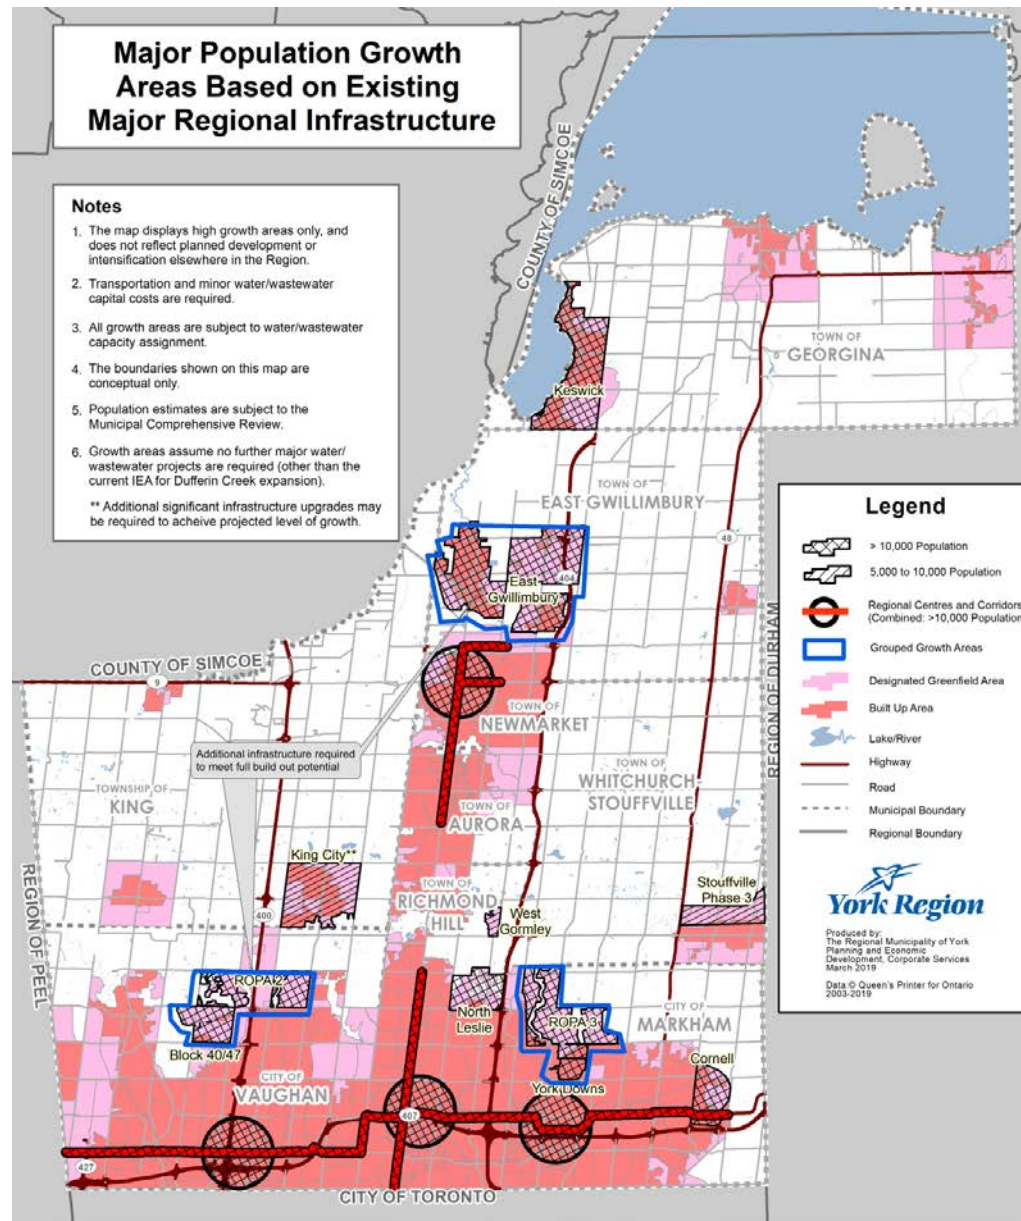 Major Population Growth
Areas Based on Existing
Major Regional Infrastructure
Notes
1. The map displays high growth areas only, and
does not reflect planned development or
intensification elsewhere in the Region.
2. Transportation and minor water/wastewater
capital costs are required.
3. All growth areas are subject to water/wastewater
capacity assignment.
4. The boundaries shown on this map are
conceptual only.
5. Population estimates are subject to the
Municipal Comprehensive Review.
6. Growth areas assume no further major water/
wastewater projects are required (other than the
current IEA for Dufferin Creek expansion).
** Additional significant infrastructure upgrades may
be required to acheive projected level of growth.
COUNTY OF SIMCOE
TOWN OF
GEORGINA
Keswick
TOWN OF
EAST GWILLIMBURY
48
404
East
Gwillimbury
COUNTY OF SIMCOE
9
TOWN OF
NEWMARKET
Additional infrastructure required
to meet full build out potential
TOWNSHIP OF
KING
TOWN OF
WHITCHURCH-
STOUFFVILLE
TOWN OF
AURORA
King City**
REGION OF PEEL
REGION OF DURHAM
400
TOWN OF
RICHMOND
HILL
West
Gormley
Stouffville
Phase 3
ROPA 2
Block 40/47
North
Leslie
ROPA 3
CITY OF
MARKHAM
York Downs
Cornell
CITY OF
VAUGHAN
407
427
CITY OF TORONTO
Legend
> 10,000 Population
5,000 to 10,000 Population
Regional Centres and Corridors
(Combined: >10,000 Population
Grouped Growth Areas
Designated Greenfield Area
Built Up Area
Lake/River
Highway
Road
Municipal Boundary
Regional Boundary
York Region
Produced by:
The Regional Municipality of York
Planning and Economic
Development, Corporate Services
March 2019
Data:© Queen's Printer for Ontario
2003-2019